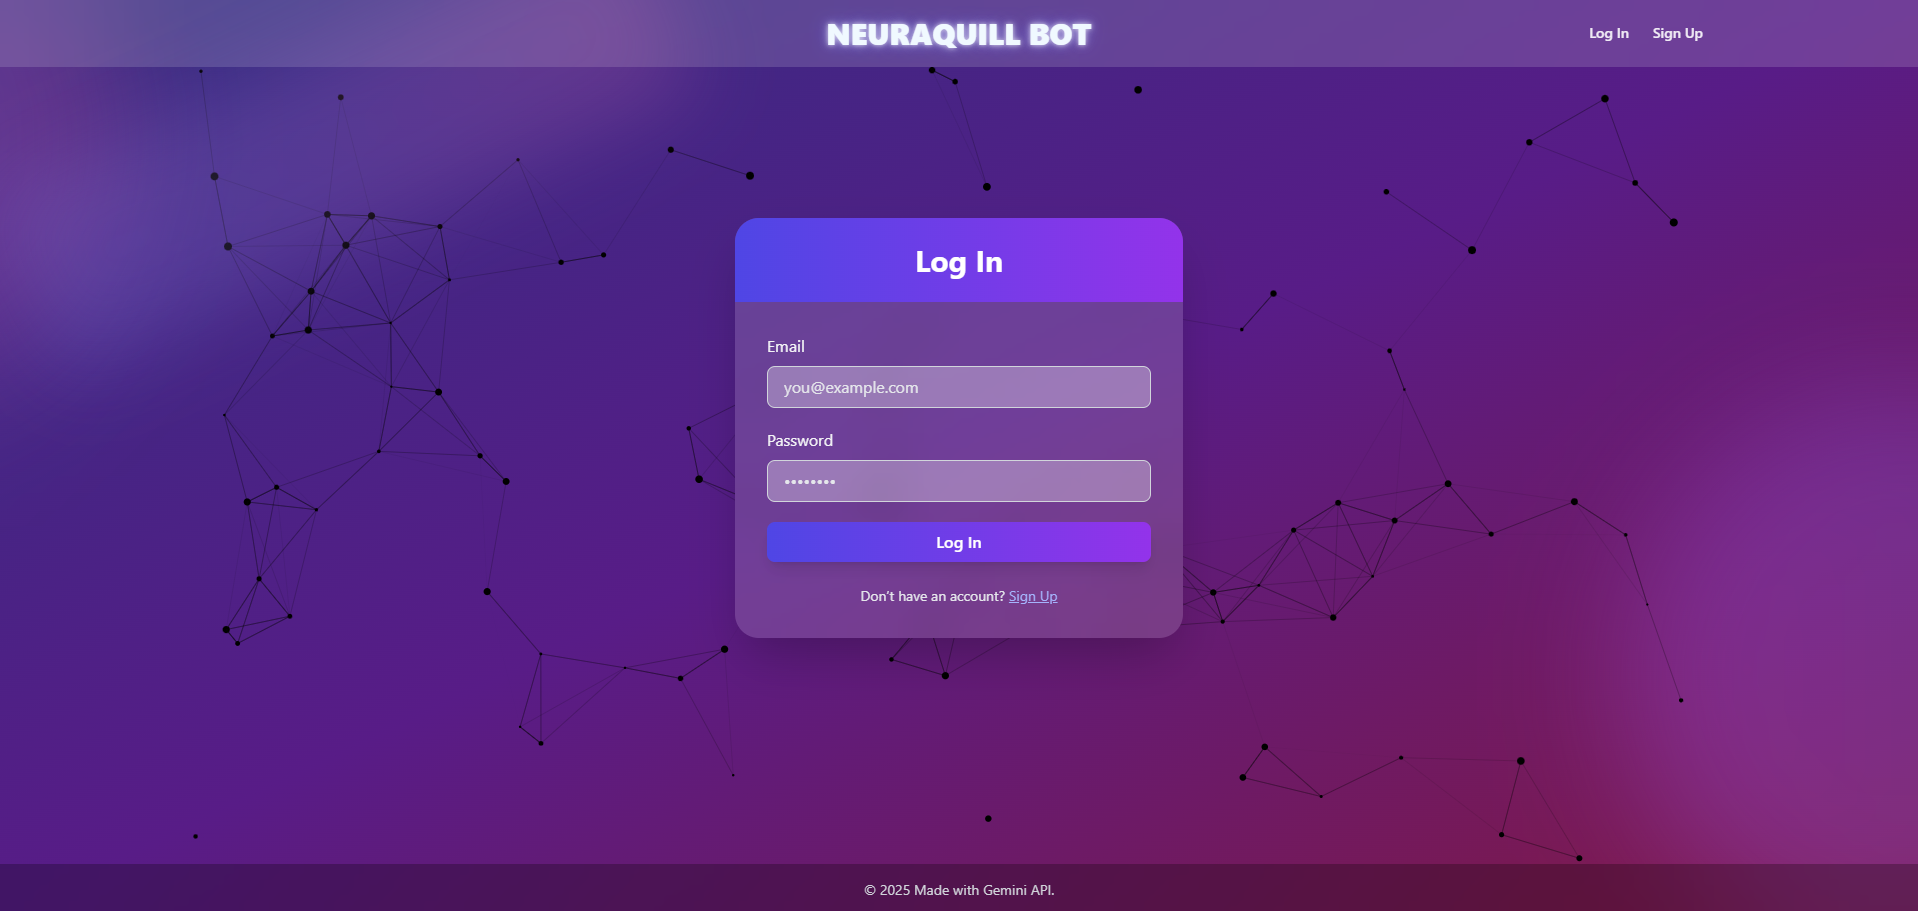 NEURAQUILL BOT
Log In Sign Up
Log In
Email
you@example.com
Password
••••••••
Log In
Don't have an account? Sign Up
© 2025 Made with Gemini API.